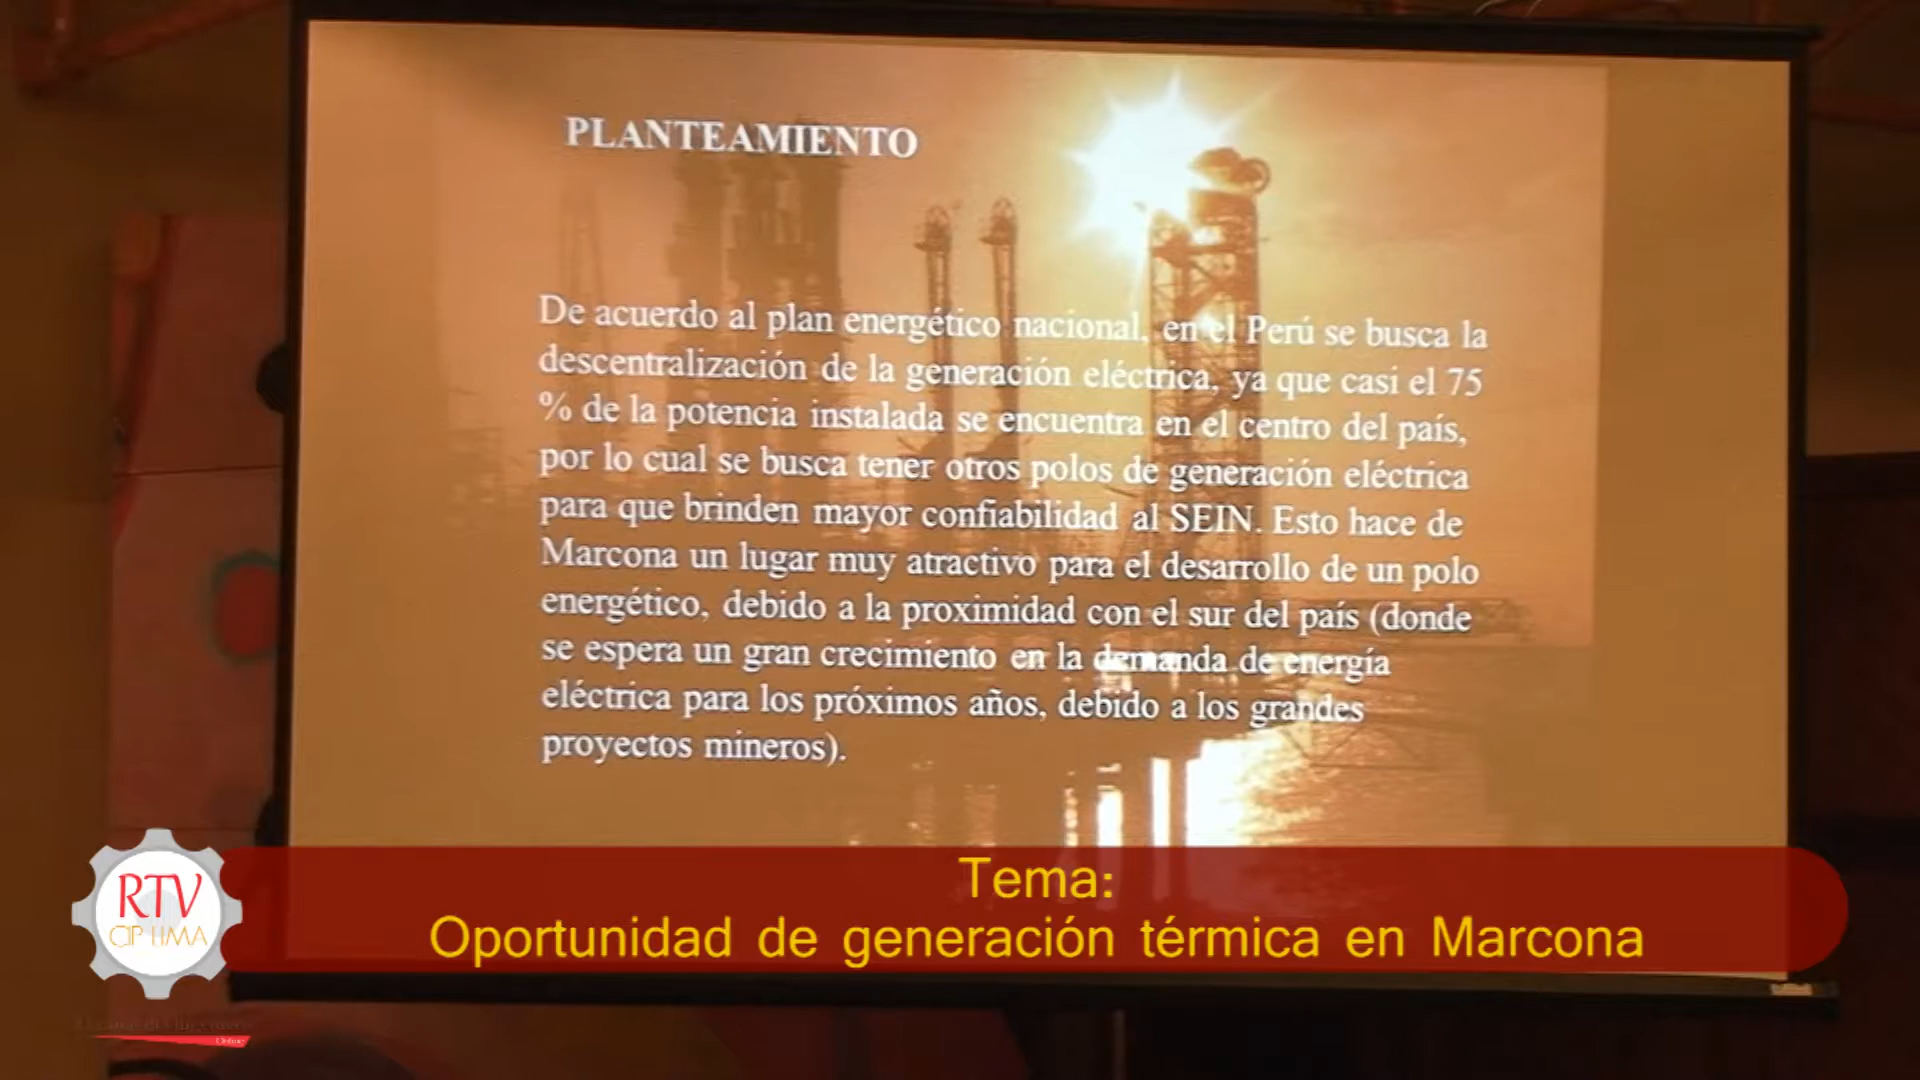 PLANTEAMIENTO
De acuerdo al plan energético nacional, en el Perú se busca la
descentralización de la generación eléctrica, ya que casi el 75
% de la potencia instalada se encuentra en el centro del país,
por lo cual se busca tener otros polos de generación eléctrica
para que brinden mayor confiabilidad al SEIN. Esto hace de
Marcona un lugar muy atractivo para el desarrollo de un polo
energético, debido a la proximidad con el sur del país (donde
se espera un gran crecimiento en la demanda de energía
eléctrica para los próximos años, debido a los grandes
proyectos mineros).
Tema:
Oportunidad de generación térmica en Marcona
RTV
CIP LIMA
Online